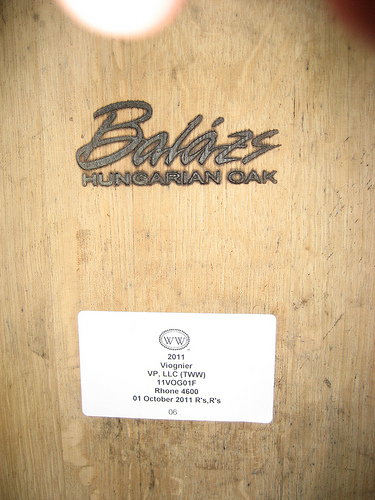 Balázs
HUNGARIAN OAK
WW
2011
Viognier
VP, LLC (TWW)
11VOG01F
Rhone 4600
01 October 2011 R's,R's
06